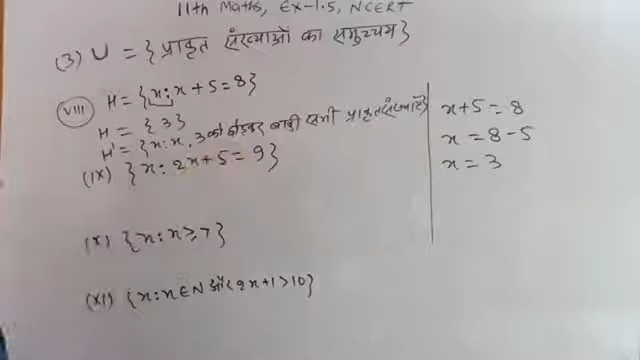 11th Maths, EX-1.5, NCERT
(3) U = {प्राकृत संख्याओं का समुच्चय}
(VIII) H = {x: x + 5 = 8}
H = {3}
H' = {x: x, 3 को छोड़कर बाकी सभी प्राकृत संख्याएँ}
(IX) {x: 2x + 5 = 9}
(X) {x: x ≥ 7}
(XI) {x: x ∈ N और 2x + 1 > 10}
x + 5 = 8
x = 8 - 5
x = 3